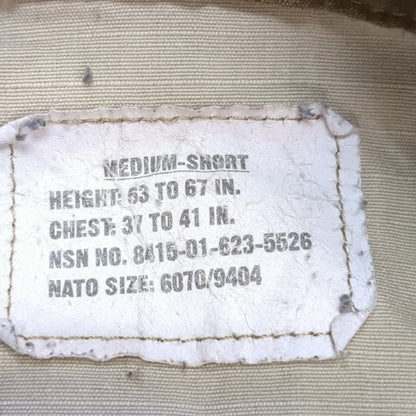 MEDIUM-SHORT
HEIGHT: 63 TO 67 IN.
CHEST: 37 TO 41 IN.
NSN NO. 8415-01-623-5526
NATO SIZE: 6070/9404